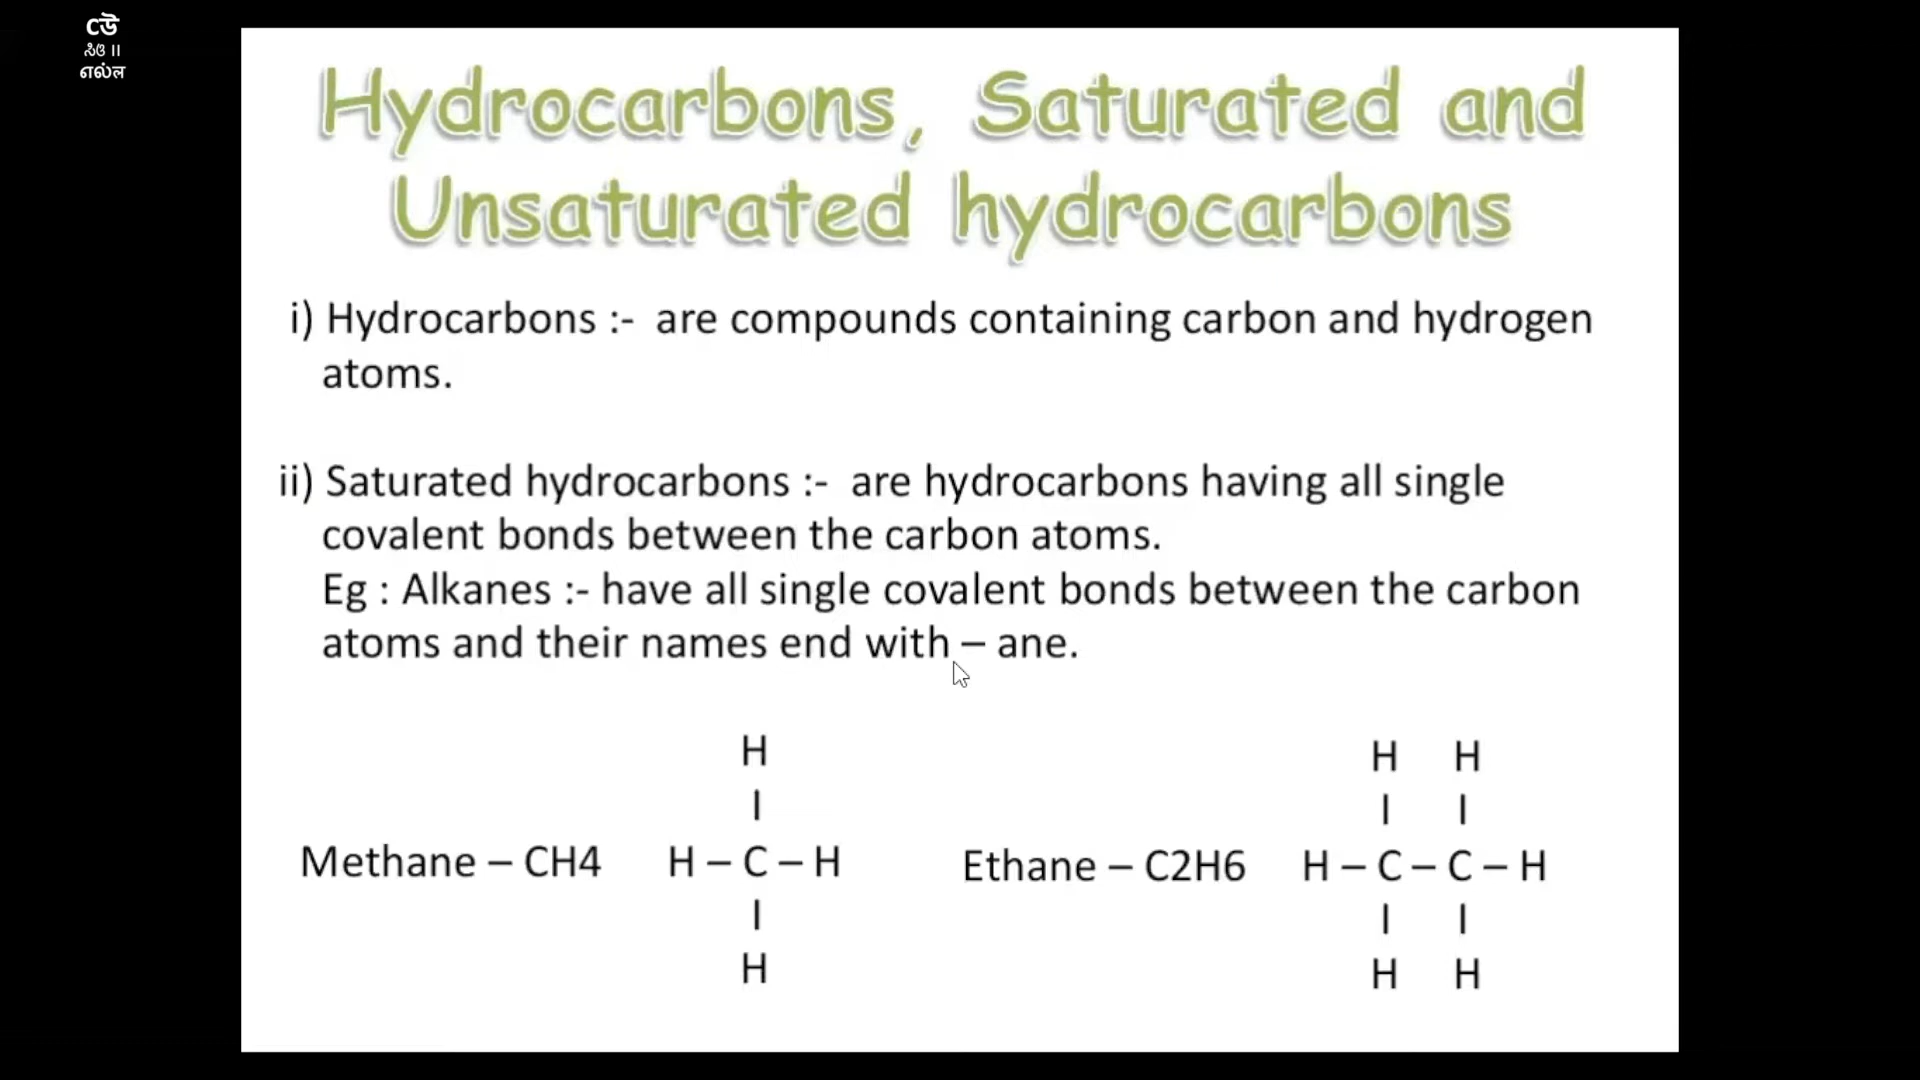 Hydrocarbons, Saturated and
Unsaturated hydrocarbons
i) Hydrocarbons :- are compounds containing carbon and hydrogen
atoms.
ii) Saturated hydrocarbons :- are hydrocarbons having all single
covalent bonds between the carbon atoms.
Eg : Alkanes :- have all single covalent bonds between the carbon
atoms and their names end with – ane.
H
H H
I
I I
Methane – CH4 H – C – H Ethane – C2H6 H – C – C – H
I
I I
H
H H